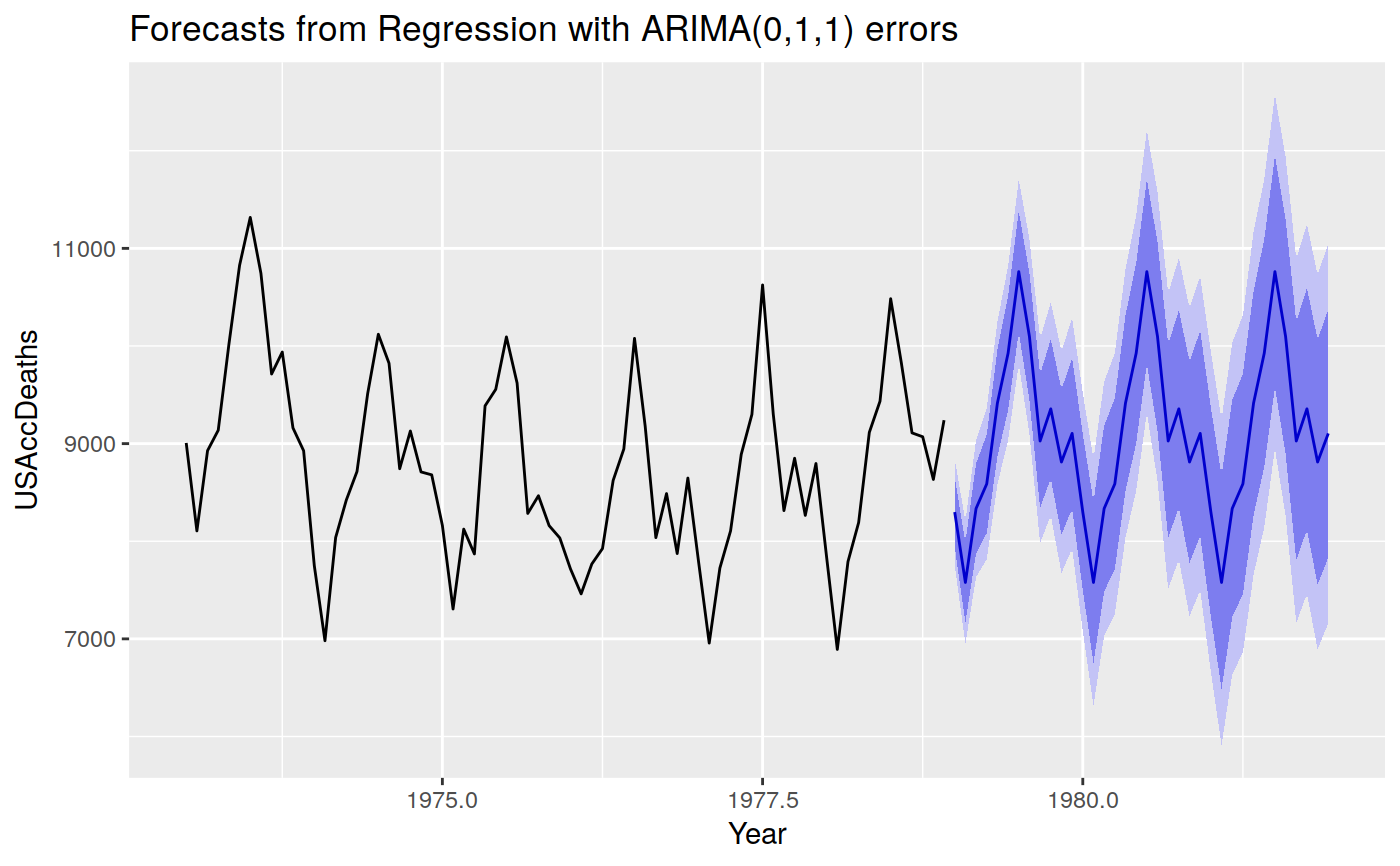 Forecasts from Regression with ARIMA(0,1,1) errors
USAccDeaths
11000
9000
7000
1975.0
1977.5
1980.0
Year